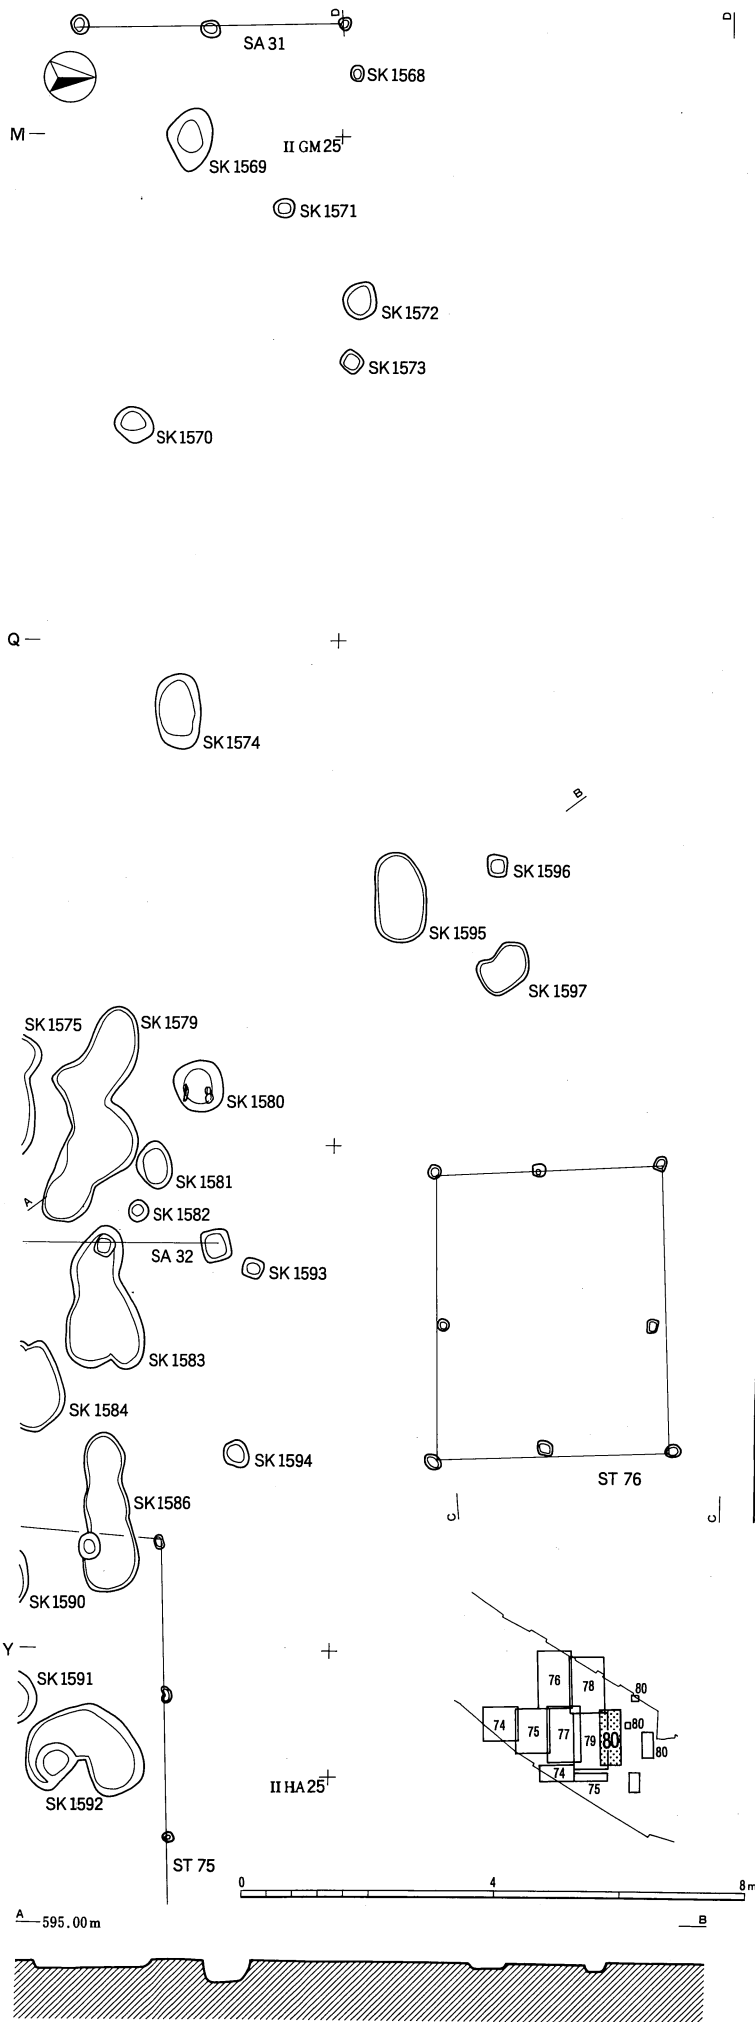 D
D
SA 31
SK 1568
M
II GM 25
SK 1569
SK 1571
SK 1572
SK 1573
SK 1570
Q
SK 1574
B
SK 1596
SK 1595
SK 1597
SK 1575
SK 1579
SK 1580
SK 1581
A
SK 1582
SA 32
SK 1593
SK 1583
SK 1584
SK 1594
ST 76
SK 1586
C
C
SK 1590
Y
SK 1591
76
78
80
74
75
77
79
80
80
80
74
75
II HA 25
SK 1592
ST 75
0
4
8 m
A
595.00 m
B